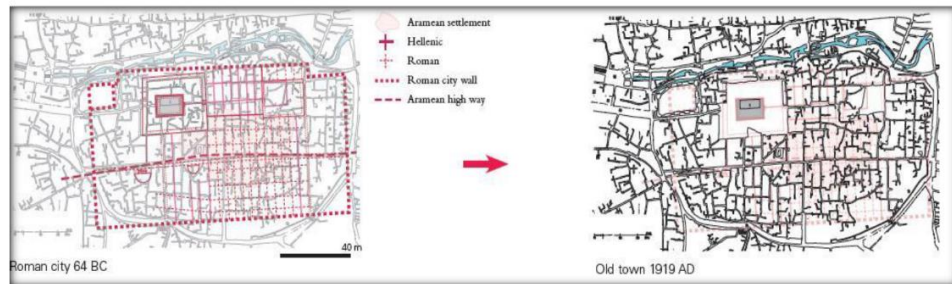 Aramean settlement
Hellenic
Roman
Roman city wall
Aramean high way
40 m
Roman city 64 BC
Old town 1919 AD